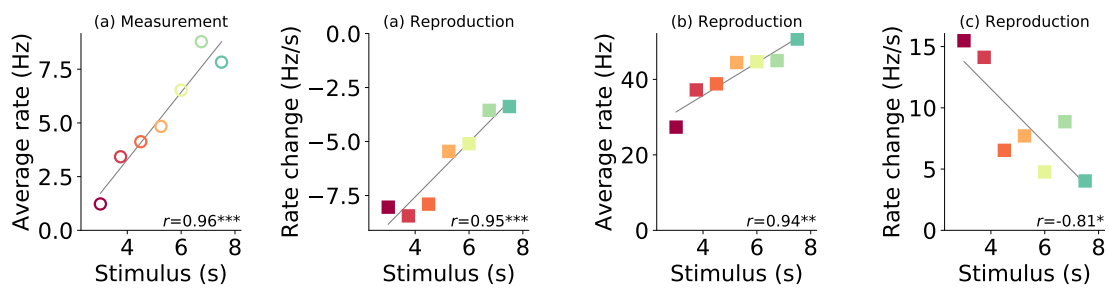 (a) Measurement
Average rate (Hz)
7.5
5.0
2.5
0.0
r=0.96***
4 6 8
Stimulus (s)
(a) Reproduction
Rate change (Hz/s)
0.0
−2.5
−5.0
−7.5
r=0.95***
4 6 8
Stimulus (s)
(b) Reproduction
Average rate (Hz)
40
20
0
r=0.94**
4 6 8
Stimulus (s)
(c) Reproduction
Rate change (Hz/s)
15
10
5
0
r=-0.81*
4 6 8
Stimulus (s)